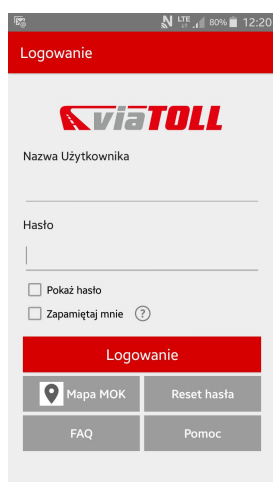 LTE 80% 12:20
Logowanie
viaTOLL
Nazwa Użytkownika
Hasło
Pokaż hasło
Zapamiętaj mnie ?
Logowanie
Mapa MOK Reset hasła
FAQ Pomoc